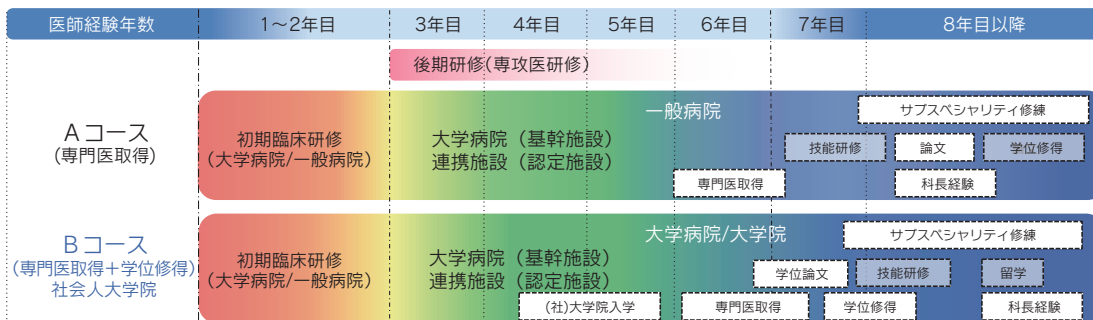 医師経験年数
1〜2年目
3年目
4年目
5年目
6年目
7年目
8年目以降
後期研修(専攻医研修)
Aコース
(専門医取得)
初期臨床研修
(大学病院/一般病院)
大学病院（基幹施設）
連携施設（認定施設）
一般病院
サブスペシャリティ修練
技能研修
論文
学位修得
専門医取得
科長経験
Bコース
(専門医取得＋学位修得)
社会人大学院
初期臨床研修
(大学病院/一般病院)
大学病院（基幹施設）
連携施設（認定施設）
大学病院/大学院
サブスペシャリティ修練
学位論文
技能研修
留学
(社)大学院入学
専門医取得
学位修得
科長経験